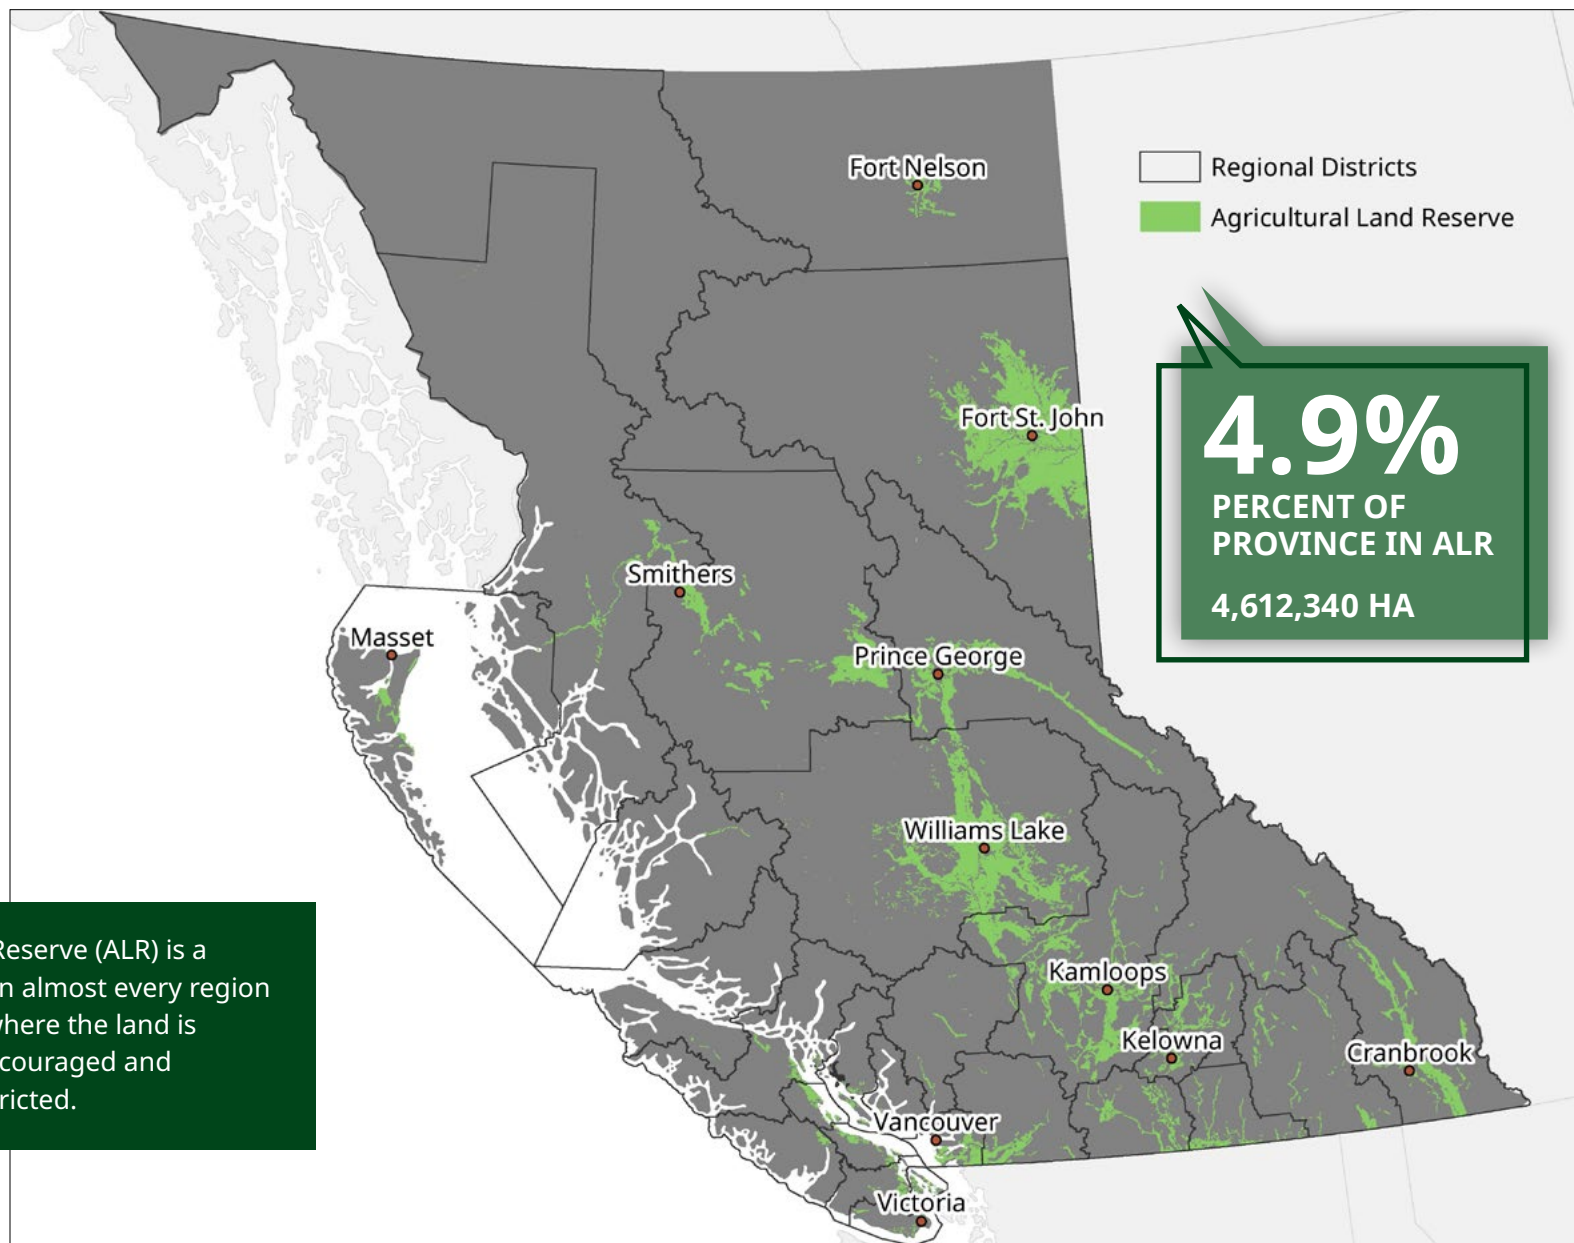 Fort Nelson
Regional Districts
Agricultural Land Reserve
Fort St. John
4.9%
PERCENT OF
PROVINCE IN ALR
4,612,340 HA
Smithers
Masset
Prince George
Williams Lake
Reserve (ALR) is a
n almost every region
where the land is
couraged and
ricted.
Kamloops
Kelowna
Cranbrook
Vancouver
Victoria